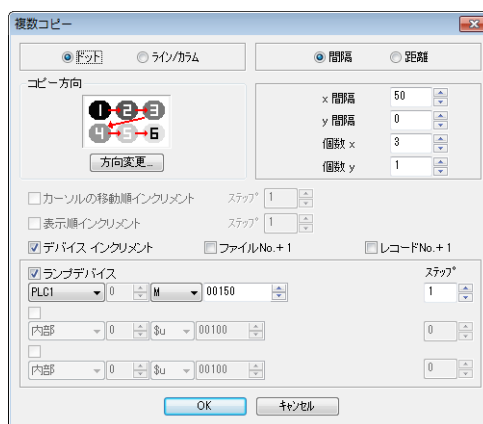 複数コピー
ドット ライン/カラム 間隔 距離
コピー方向
1 2 3
4 5 6
方向変更...
x 間隔 50
y 間隔 0
個数 x 3
個数 y 1
カーソルの移動順インクリメント ステップ 1
表示順インクリメント ステップ 1
デバイス インクリメント ファイルNo.+1 レコードNo.+1
ランプデバイス ステップ
PLC1 0 M 00150 1
内部 0 $u 00100 0
内部 0 $u 00100 0
OK キャンセル